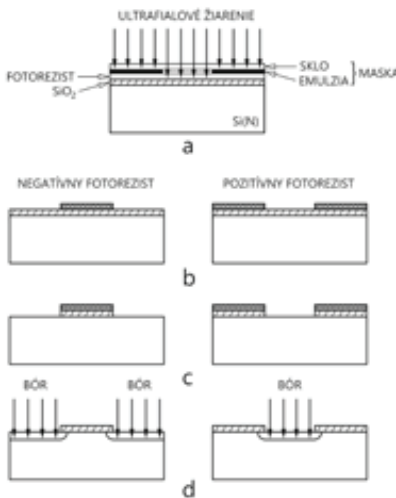 ULTRAFIALOVÉ ŽIARENIE
FOTOREZIST
SiO₂
SKLO
EMULZIA
MASKA
Si(N)
a
NEGATÍVNY FOTOREZIST
POZITÍVNY FOTOREZIST
b
c
BÓR BÓR BÓR
d